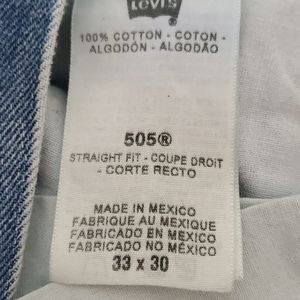 Levi's
100% COTTON - COTON -
ALGODÓN - ALGODÃO
505®
STRAIGHT FIT - COUPE DROIT
- CORTE RECTO
MADE IN MEXICO
FABRIQUE AU MEXIQUE
FABRICADO EN MÉXICO
FABRICADO NO MÉXICO
33 x 30